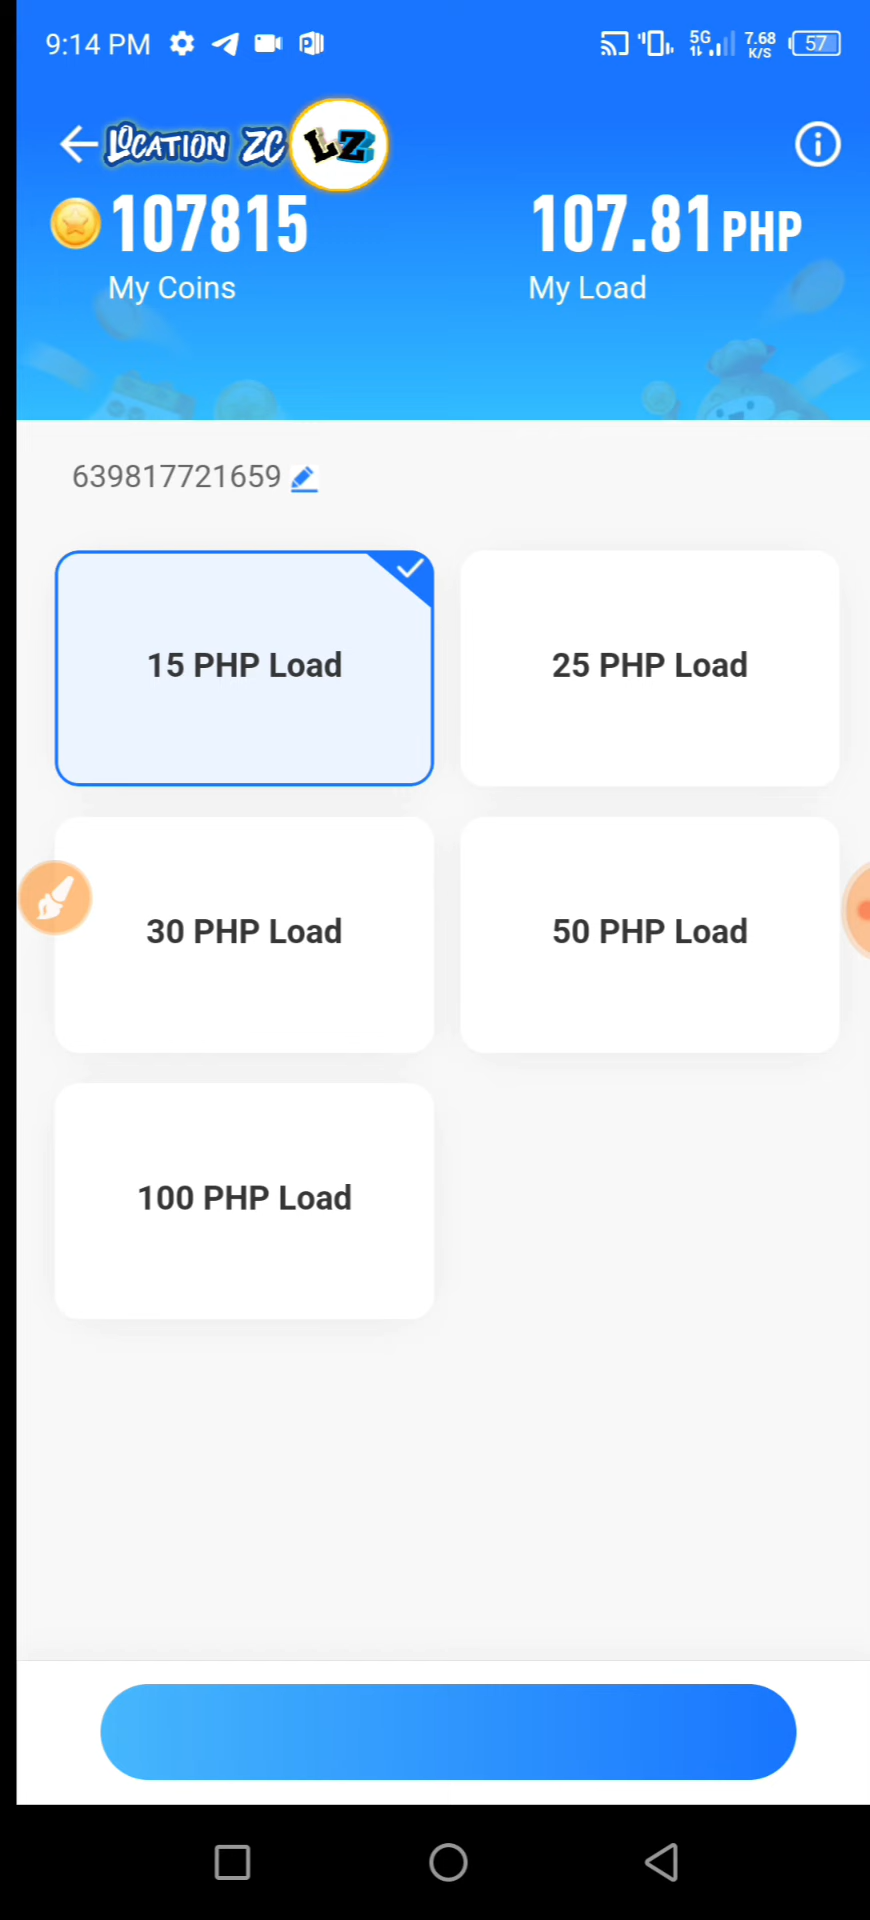 9:14 PM 5G 7.68 K/S 57
LOCATION ZC LZ
107815 107.81 PHP
My Coins My Load
639817721659
15 PHP Load 25 PHP Load
30 PHP Load 50 PHP Load
100 PHP Load